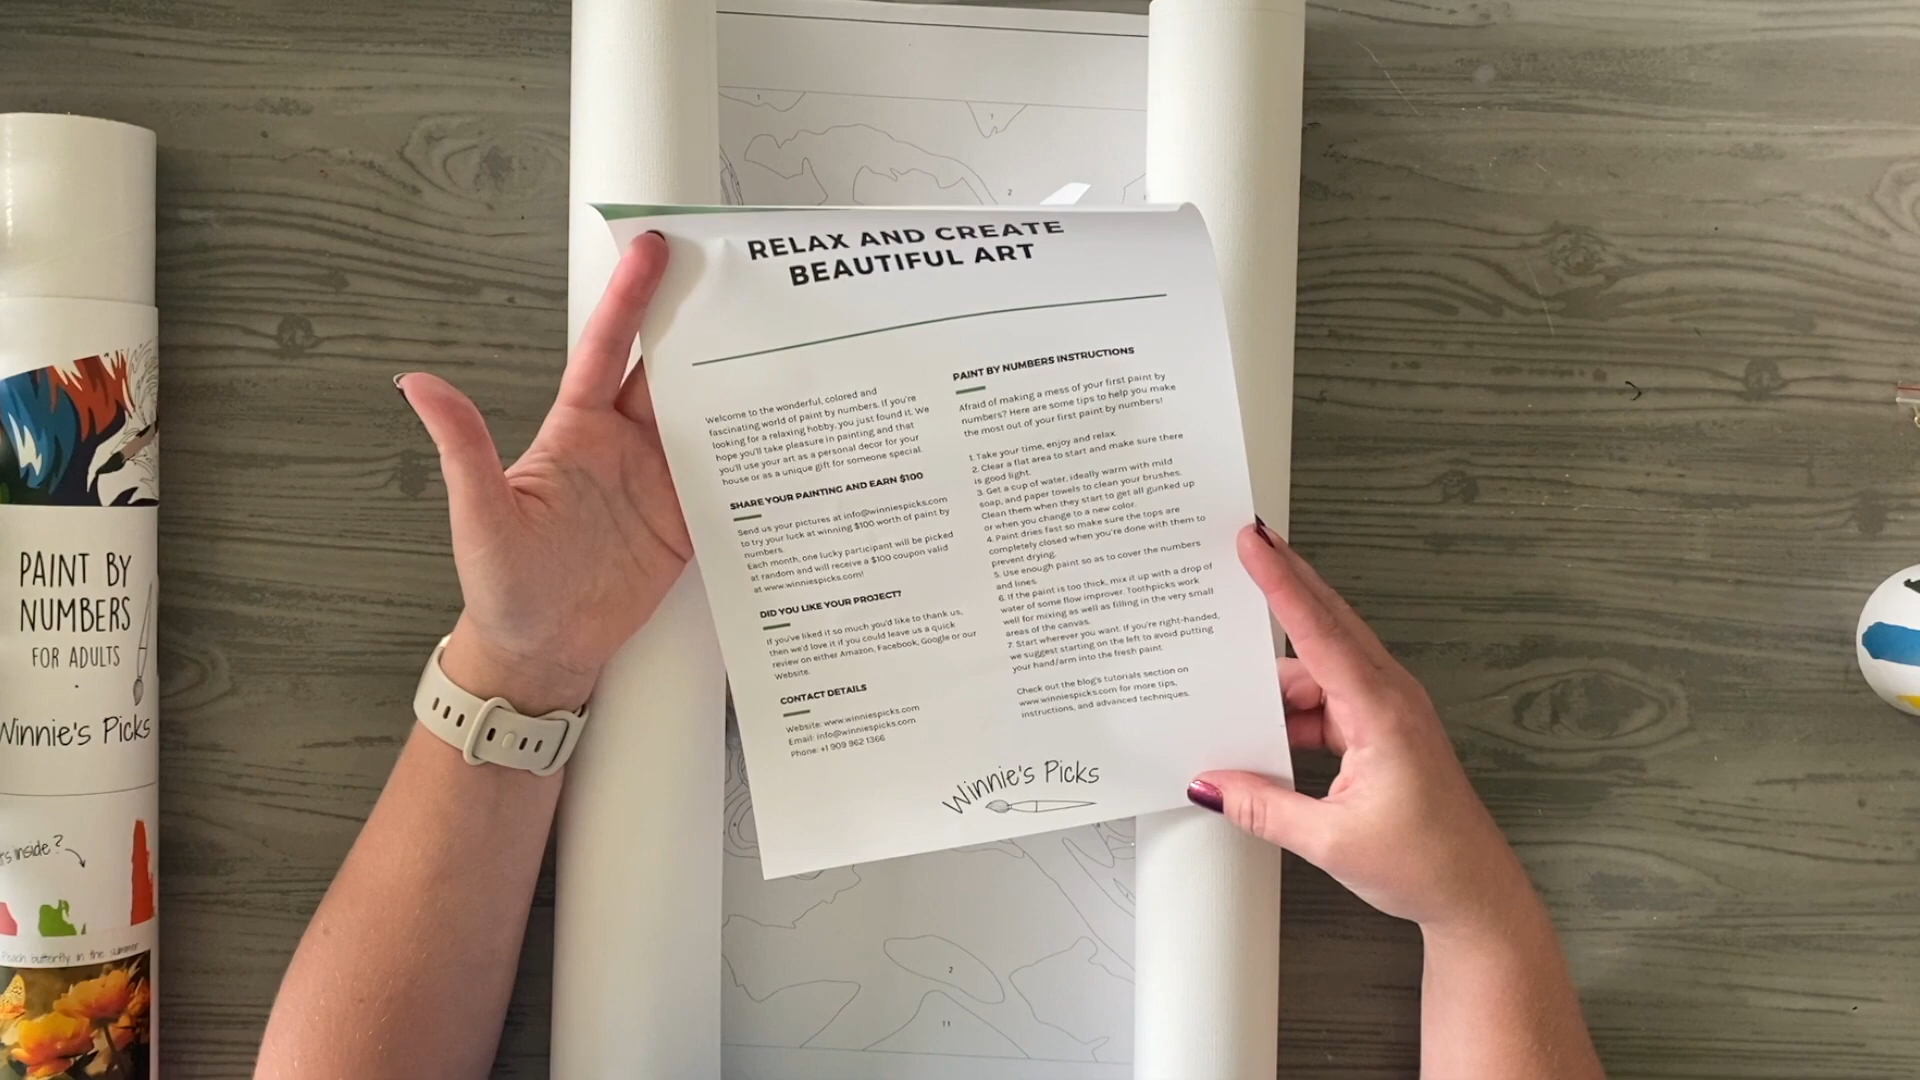 RELAX AND CREATE
BEAUTIFUL ART
Welcome to the wonderful, colored and
fascinating world of paint by numbers. If you're
looking for a relaxing hobby, you just found it. We
hope you'll take pleasure in painting and that
you'll use your art as a personal decor for your
house or as a unique gift for someone special.
SHARE YOUR PAINTING AND EARN $100
Send us your pictures at info@winniespicks.com
to try your luck at winning $100 worth of paint by
numbers.
Each month, one lucky participant will be picked
at random and will receive a $100 coupon valid
at www.winniespicks.com!
DID YOU LIKE YOUR PROJECT?
If you've liked it so much you'd like to thank us,
then we'd love it if you could leave us a quick
review on either Amazon, Facebook, Google or our
Website.
CONTACT DETAILS
Website: www.winniespicks.com
Email: info@winniespicks.com
Phone: +1 909 962 1366
PAINT BY NUMBERS INSTRUCTIONS
Afraid of making a mess of your first paint by
numbers? Here are some tips to help you make
the most out of your first paint by numbers!
1. Take your time, enjoy and relax.
2. Clear a flat area to start and make sure there
is good light.
3. Get a cup of water, ideally warm with mild
soap, and paper towels to clean your brushes.
Clean them when they start to get all gunked up
or when you change to a new color.
4. Paint dries fast so make sure the tops are
completely closed when you're done with them to
prevent drying.
5. Use enough paint so as to cover the numbers
and lines.
6. If the paint is too thick, mix it up with a drop of
water of some flow improver. Toothpicks work
well for mixing as well as filling in the very small
areas of the canvas.
7. Start wherever you want. If you're right-handed,
we suggest starting on the left to avoid putting
your hand/arm into the fresh paint.
Check out the blog's tutorials section on
www.winniespicks.com for more tips,
instructions, and advanced techniques.
Winnie's Picks
PAINT BY
NUMBERS
FOR ADULTS
Winnie's Picks
inside?
Peach butterfly in the summer
1
1
2
2
11